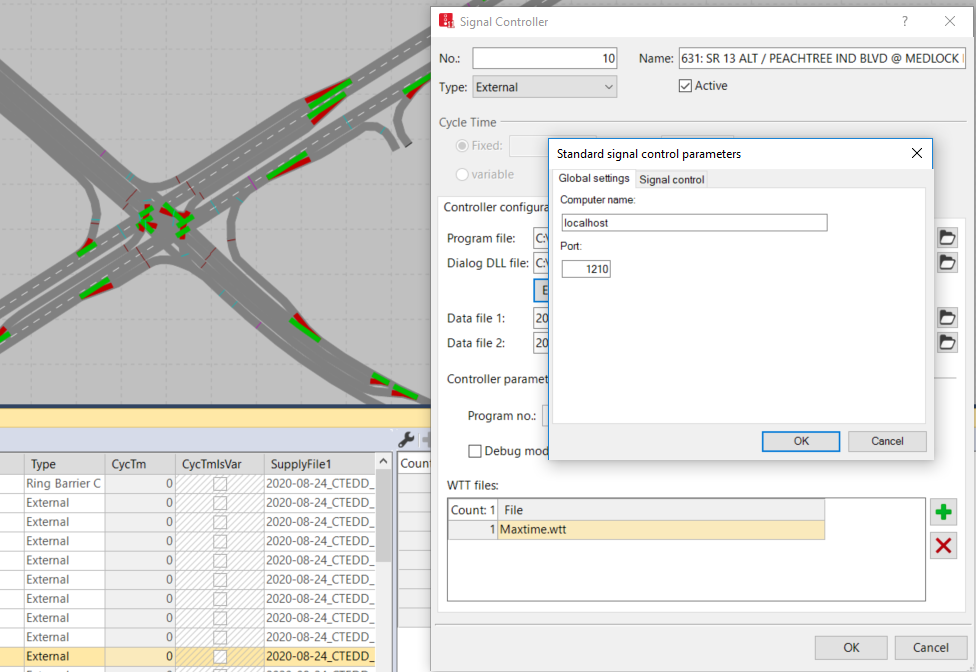 Signal Controller
?
No.: 10 Name: 631: SR 13 ALT / PEACHTREE IND BLVD @ MEDLOCK
Type: External Active
Cycle Time
Fixed:
variable
Standard signal control parameters
Global settings Signal control
Computer name:
localhost
Port:
1210
OK Cancel
Controller configura
Program file: C:\
Dialog DLL file: C:\
E
Data file 1: 20
Data file 2: 20
Controller paramet
Program no.:
Debug mod
WTT files:
Count: 1 File
1 Maxtime.wtt
OK Cancel
Type CycTm CycTmIsVar SupplyFile1 Count
Ring Barrier C 0 2020-08-24_CTEDD_
External 0 2020-08-24_CTEDD_
External 0 2020-08-24_CTEDD_
External 0 2020-08-24_CTEDD_
External 0 2020-08-24_CTEDD_
External 0 2020-08-24_CTEDD_
External 0 2020-08-24_CTEDD_
External 0 2020-08-24_CTEDD_
External 0 2020-08-24_CTEDD_
External 0 2020-08-24_CTEDD_